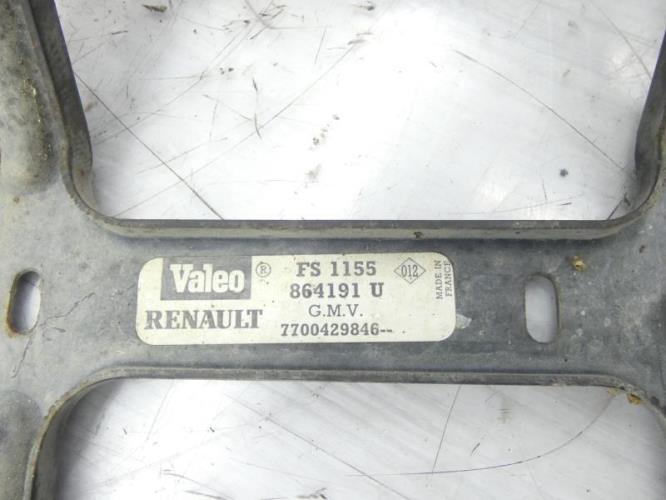 Valeo ® FS 1155 012
864191 U
RENAULT G.M.V.
7700429846--
MADE IN
FRANCE